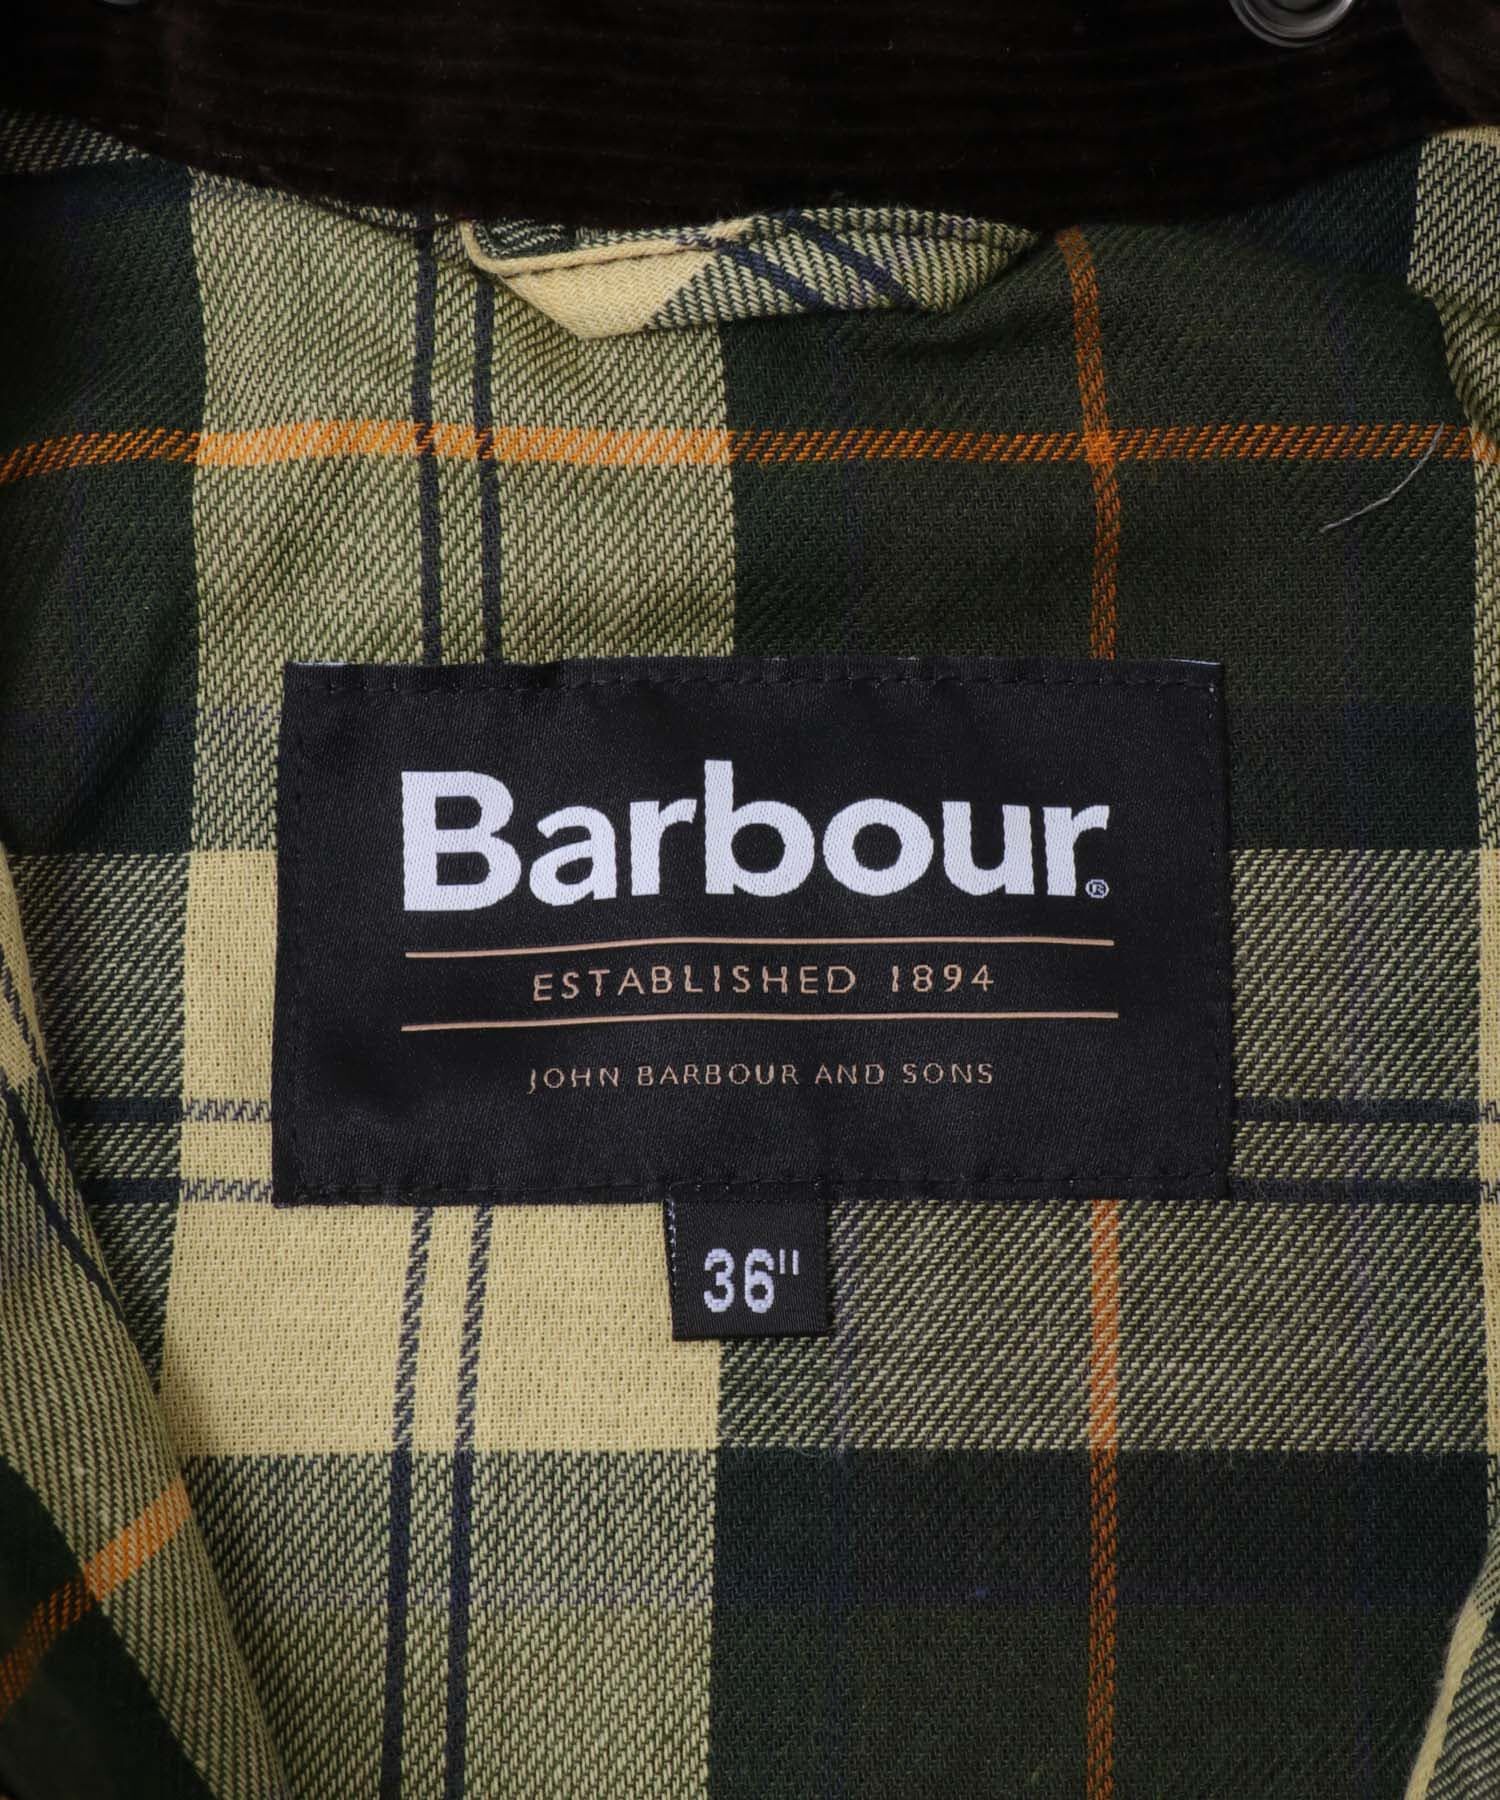 Barbour®
ESTABLISHED 1894
JOHN BARBOUR AND SONS
36"